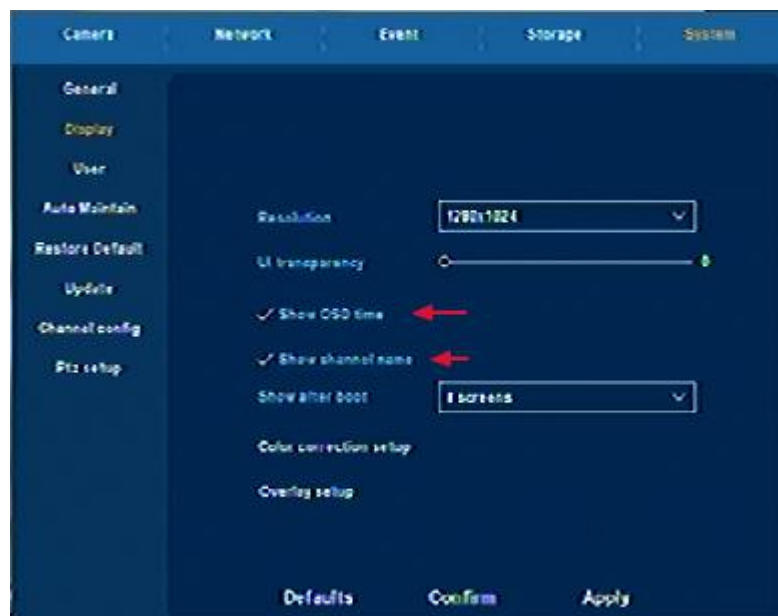 Camera Network Event Storage System
General
Display
User
Auto Maintain
Restore Default
Update
Channel config
Ptz setup
Resolution 1280x1024
UI transparency 0
Show OSD time
Show channel name
Show after boot screens
Color correction setup
Overlay setup
Defaults Confirm Apply